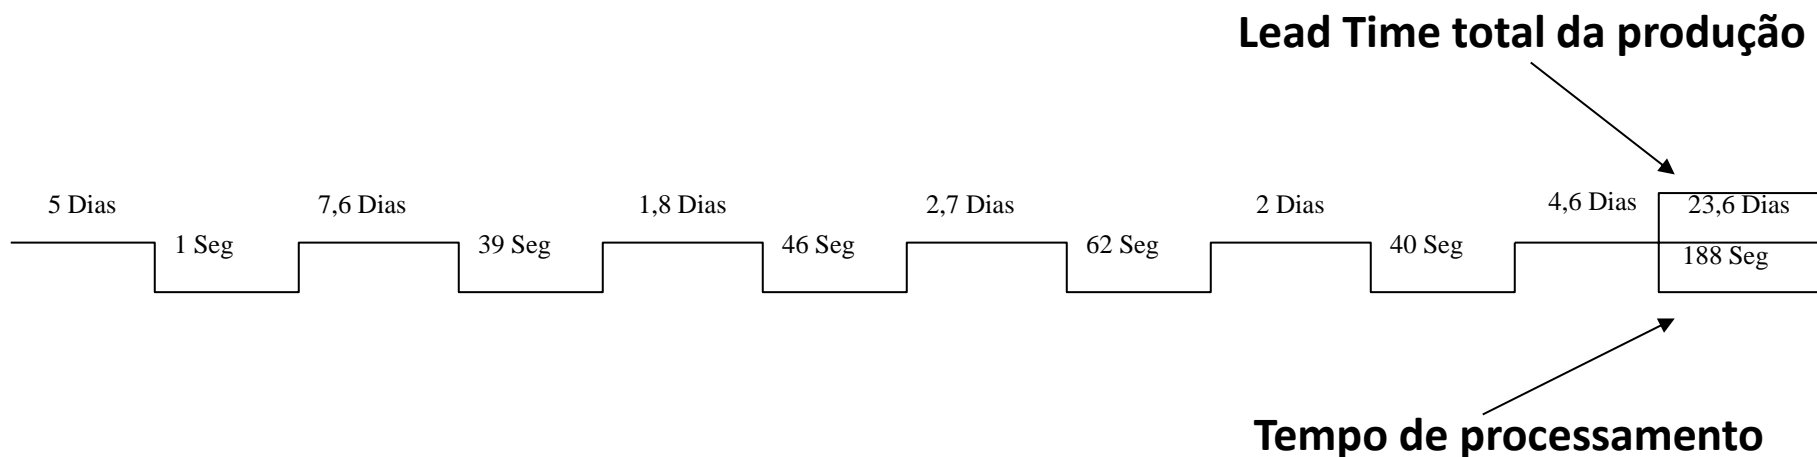 Lead Time total da produção
5 Dias
7,6 Dias
1,8 Dias
2,7 Dias
2 Dias
4,6 Dias
23,6 Dias
1 Seg
39 Seg
46 Seg
62 Seg
40 Seg
188 Seg
Tempo de processamento